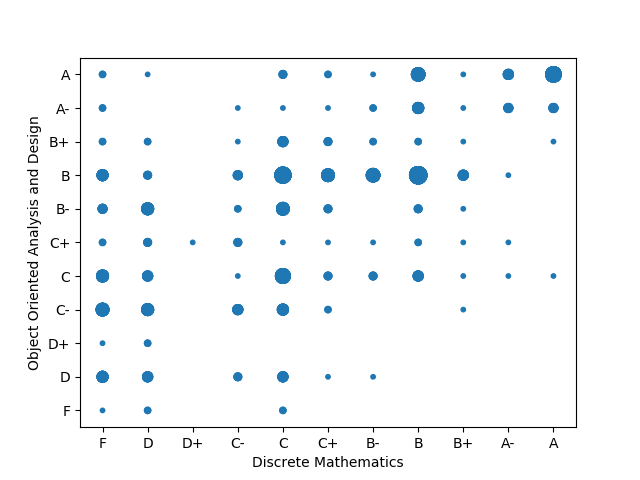 Object Oriented Analysis and Design
A
A-
B+
B
B-
C+
C
C-
D+
D
F
F D D+ C- C C+ B- B B+ A- A
Discrete Mathematics